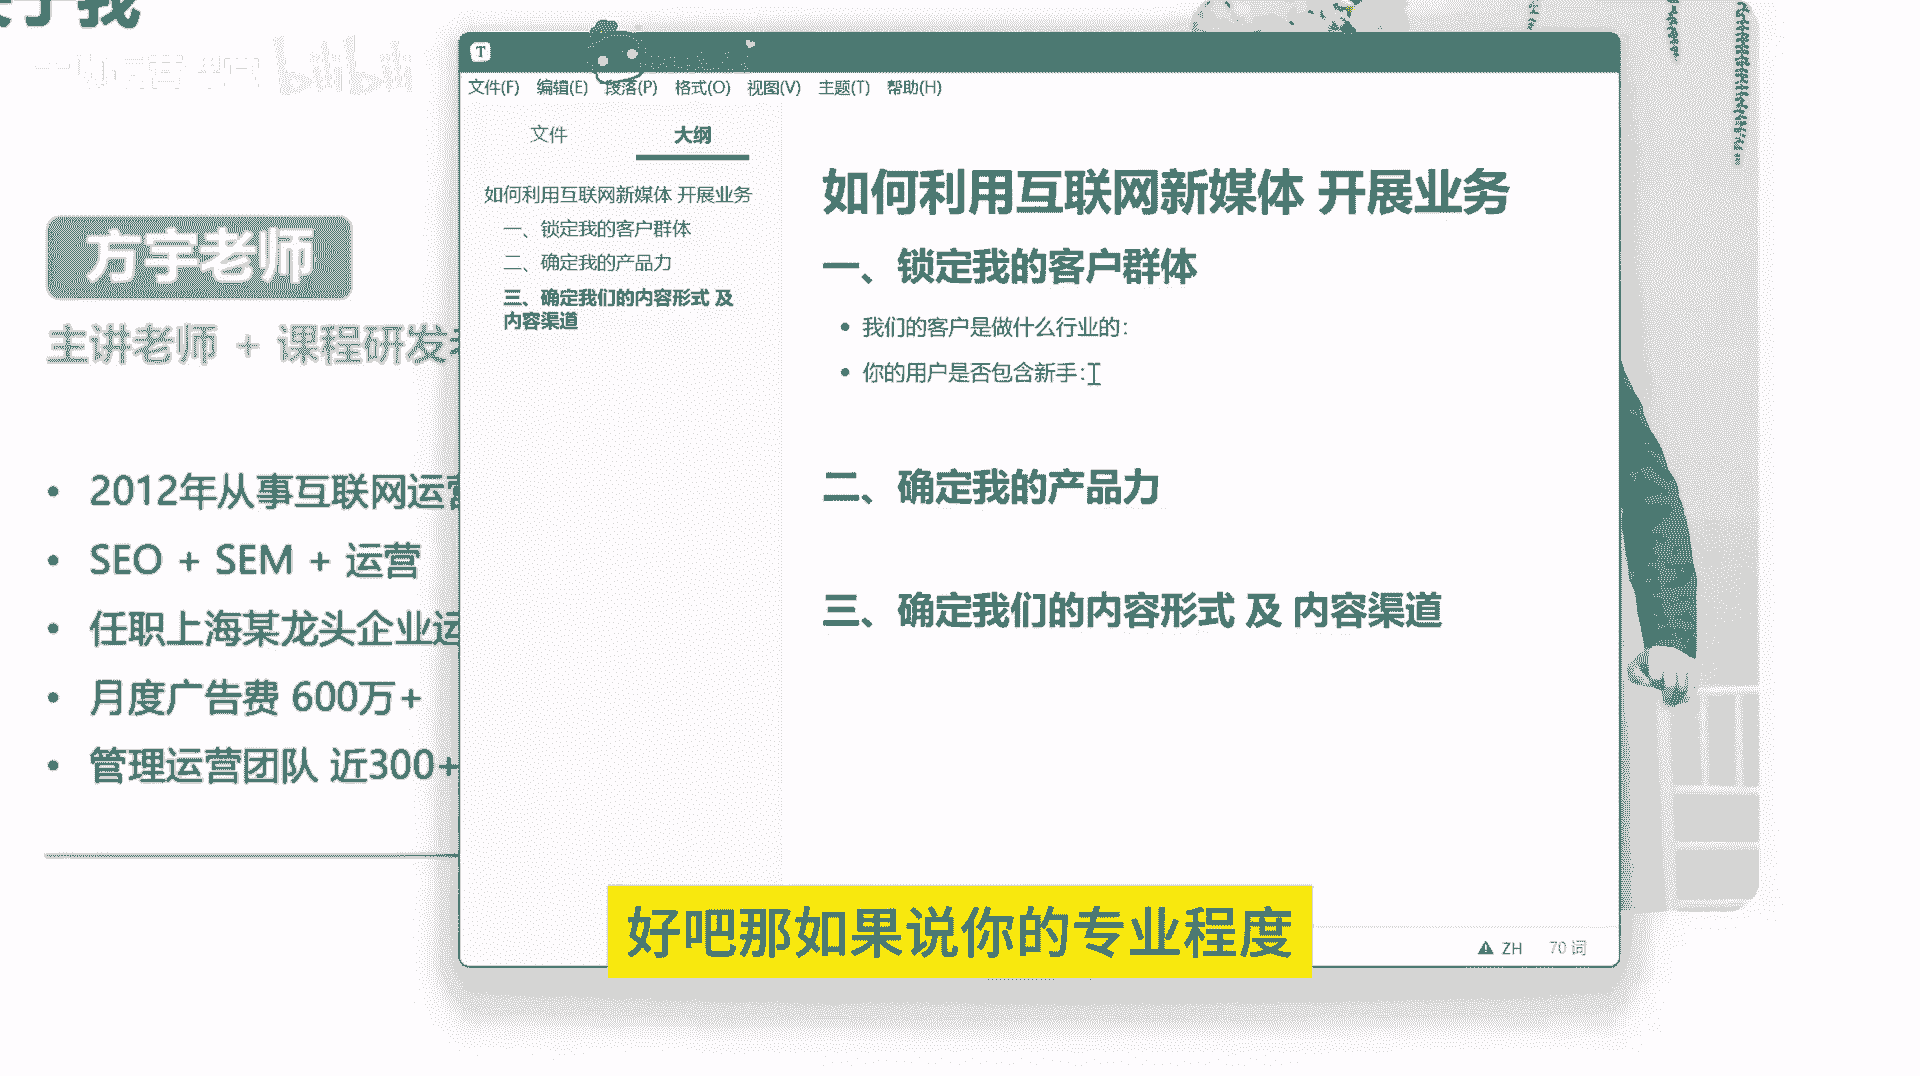 关于我
bilibili
方宇老师
主讲老师 + 课程研发
• 2012年从事互联网运营
• SEO + SEM + 运营
• 任职上海某龙头企业运
• 月度广告费 600万+
• 管理运营团队 近300+
T
文件(F) 编辑(E) 段落(P) 格式(O) 视图(V) 主题(T) 帮助(H)
文件 大纲
如何利用互联网新媒体 开展业务
一、锁定我的客户群体
二、确定我的产品力
三、确定我们的内容形式 及
内容渠道
如何利用互联网新媒体 开展业务
一、锁定我的客户群体
• 我们的客户是做什么行业的：
• 你的用户是否包含新手：
二、确定我的产品力
三、确定我们的内容形式 及 内容渠道
ZH 70 词
好吧那如果说你的专业程度